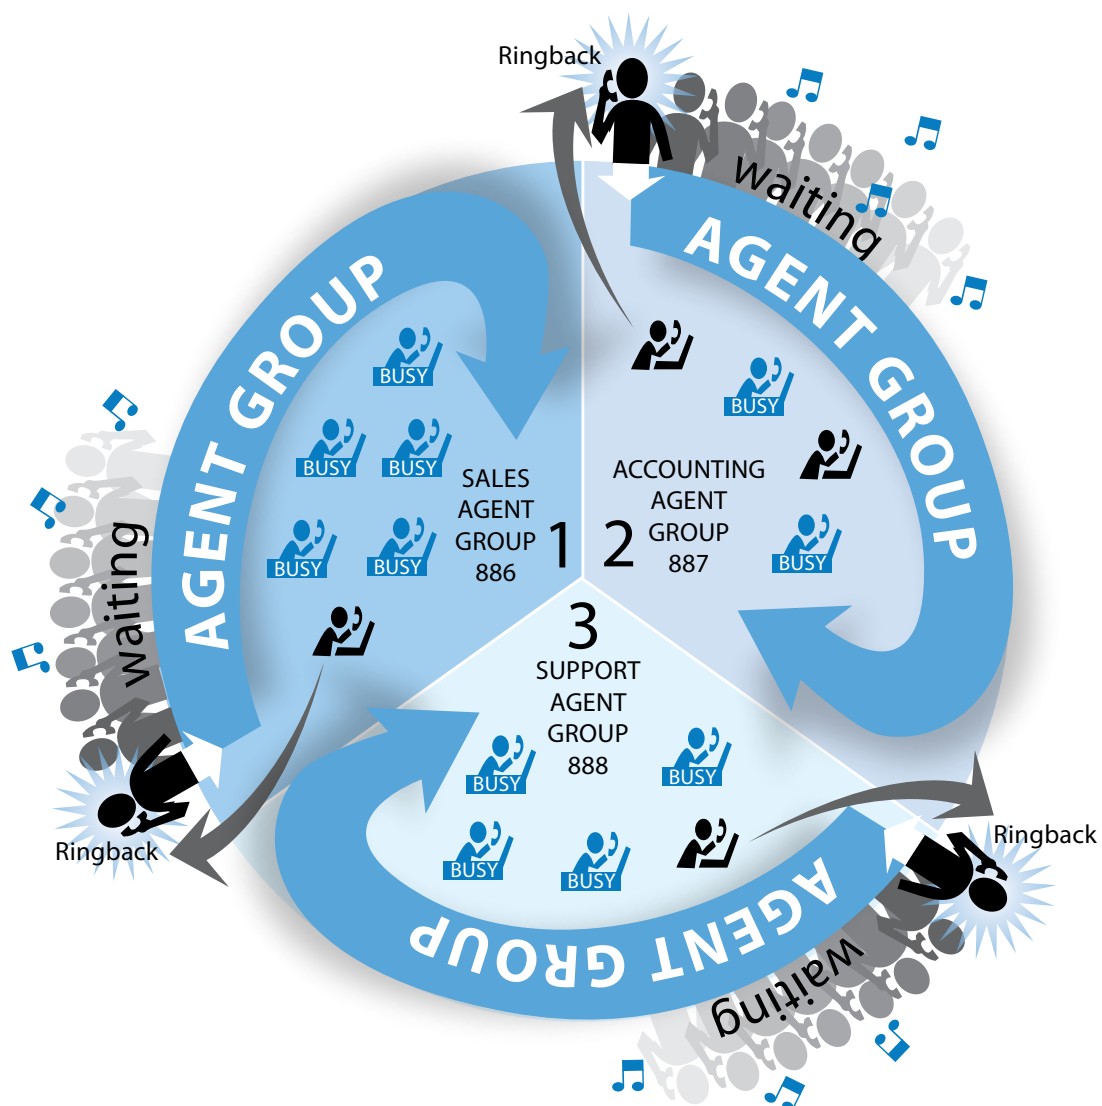 Ringback
waiting
AGENT GROUP
AGENT GROUP
BUSY
BUSY
BUSY
BUSY
BUSY
SALES
AGENT
GROUP
886
1
waiting
Ringback
BUSY
BUSY
ACCOUNTING
AGENT
GROUP
887
2
3
SUPPORT
AGENT
GROUP
888
BUSY
BUSY
BUSY
BUSY
AGENT GROUP
waiting
Ringback